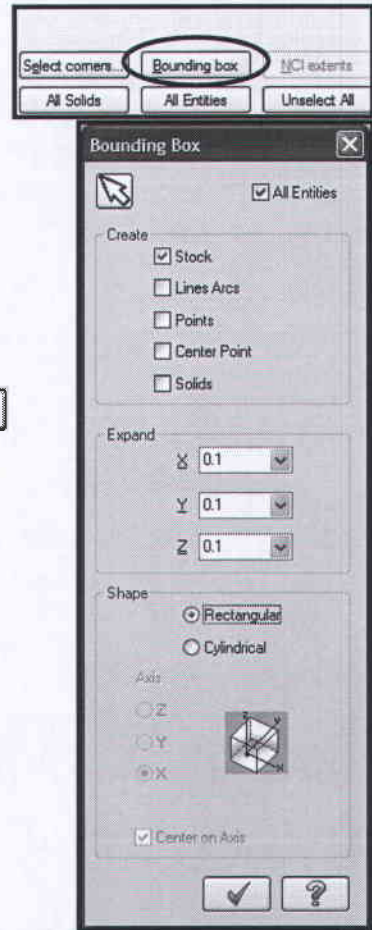 Select corners... Bounding box NCI extents
All Solids All Entities Unselect All
Bounding Box
All Entities
Create
Stock
Lines Arcs
Points
Center Point
Solids
Expand
X 0.1
Y 0.1
Z 0.1
Shape
Rectangular
Cylindrical
Axis
Z
Y
X
Center on Axis
z y
x